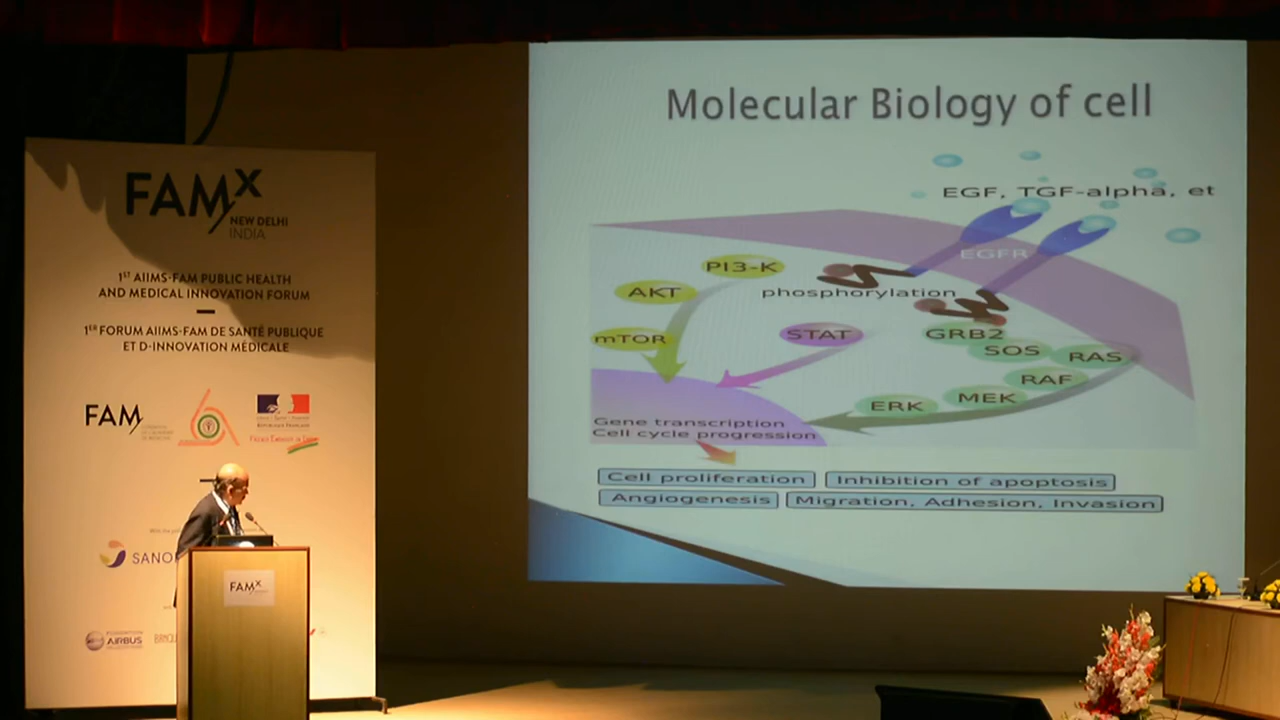 Molecular Biology of cell
EGF, TGF-alpha, et
EGFR
PI3-K
AKT
phosphorylation
mTOR
STAT
GRB2
SOS
RAS
RAF
MEK
ERK
Gene transcription
Cell cycle progression
Cell proliferation
Inhibition of apoptosis
Angiogenesis
Migration, Adhesion, Invasion
FAMx
NEW DELHI
INDIA
1ST AIIMS-FAM PUBLIC HEALTH
AND MEDICAL INNOVATION FORUM
1ER FORUM AIIMS-FAM DE SANTÉ PUBLIQUE
ET D-INNOVATION MÉDICALE
FAM
SANO
AIRBUS
FAMx